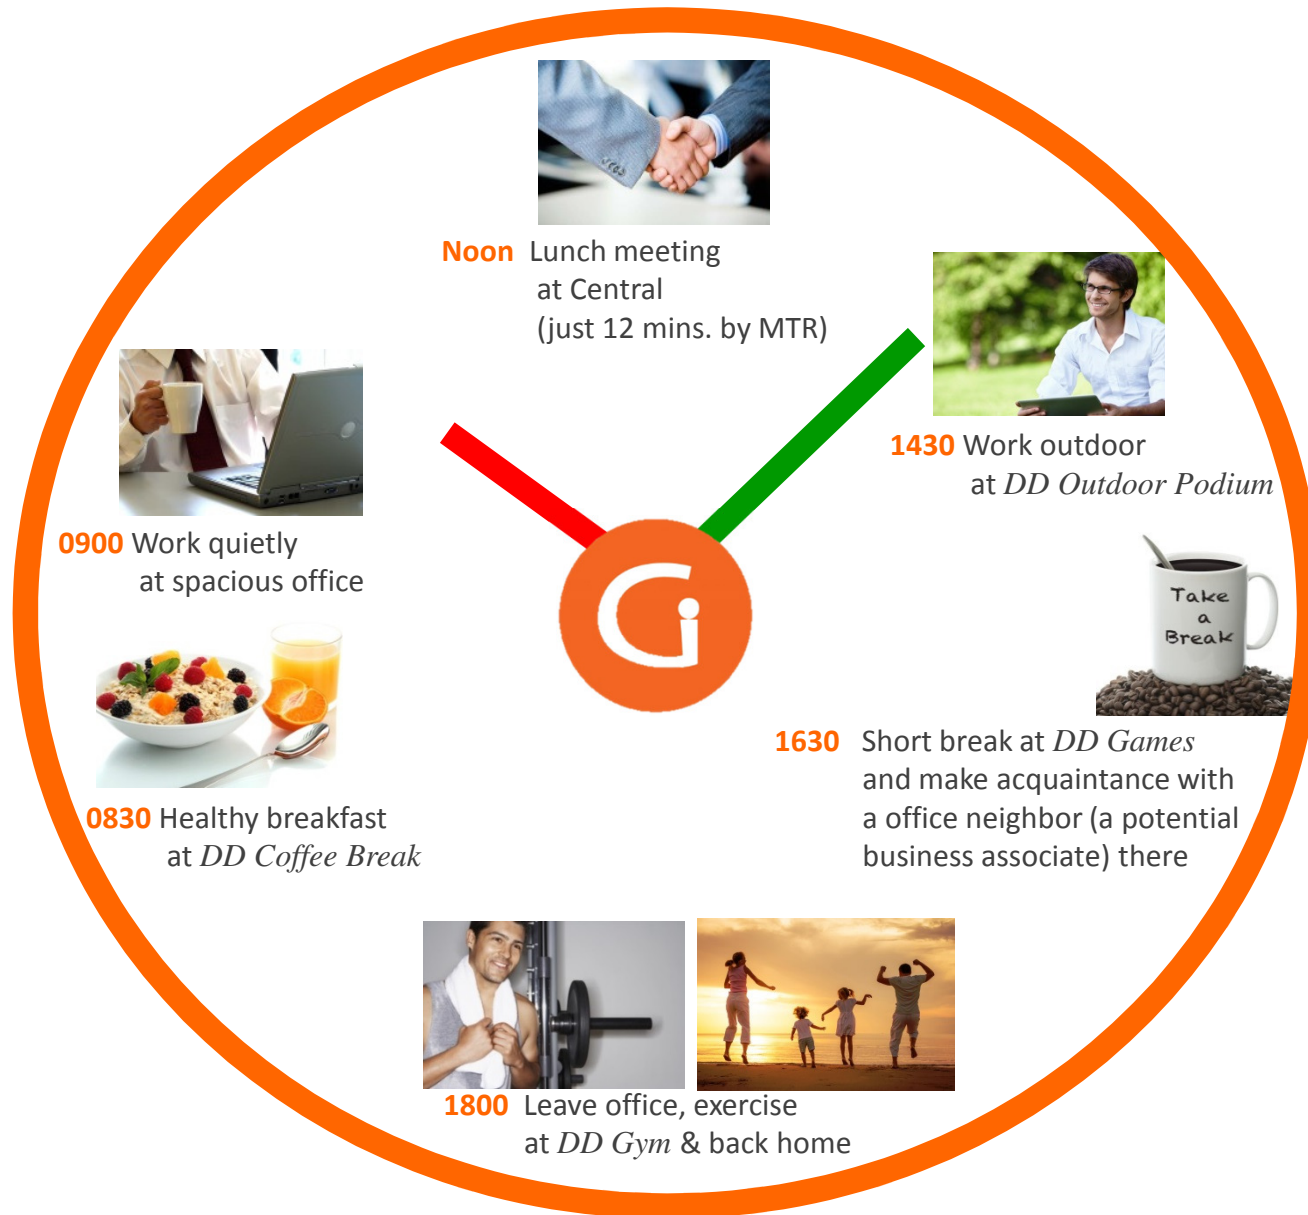 Noon Lunch meeting
at Central
(just 12 mins. by MTR)
1430 Work outdoor
at DD Outdoor Podium
Take
a
Break
1630 Short break at DD Games
and make acquaintance with
a office neighbor (a potential
business associate) there
1800 Leave office, exercise
at DD Gym & back home
0830 Healthy breakfast
at DD Coffee Break
0900 Work quietly
at spacious office
Gi